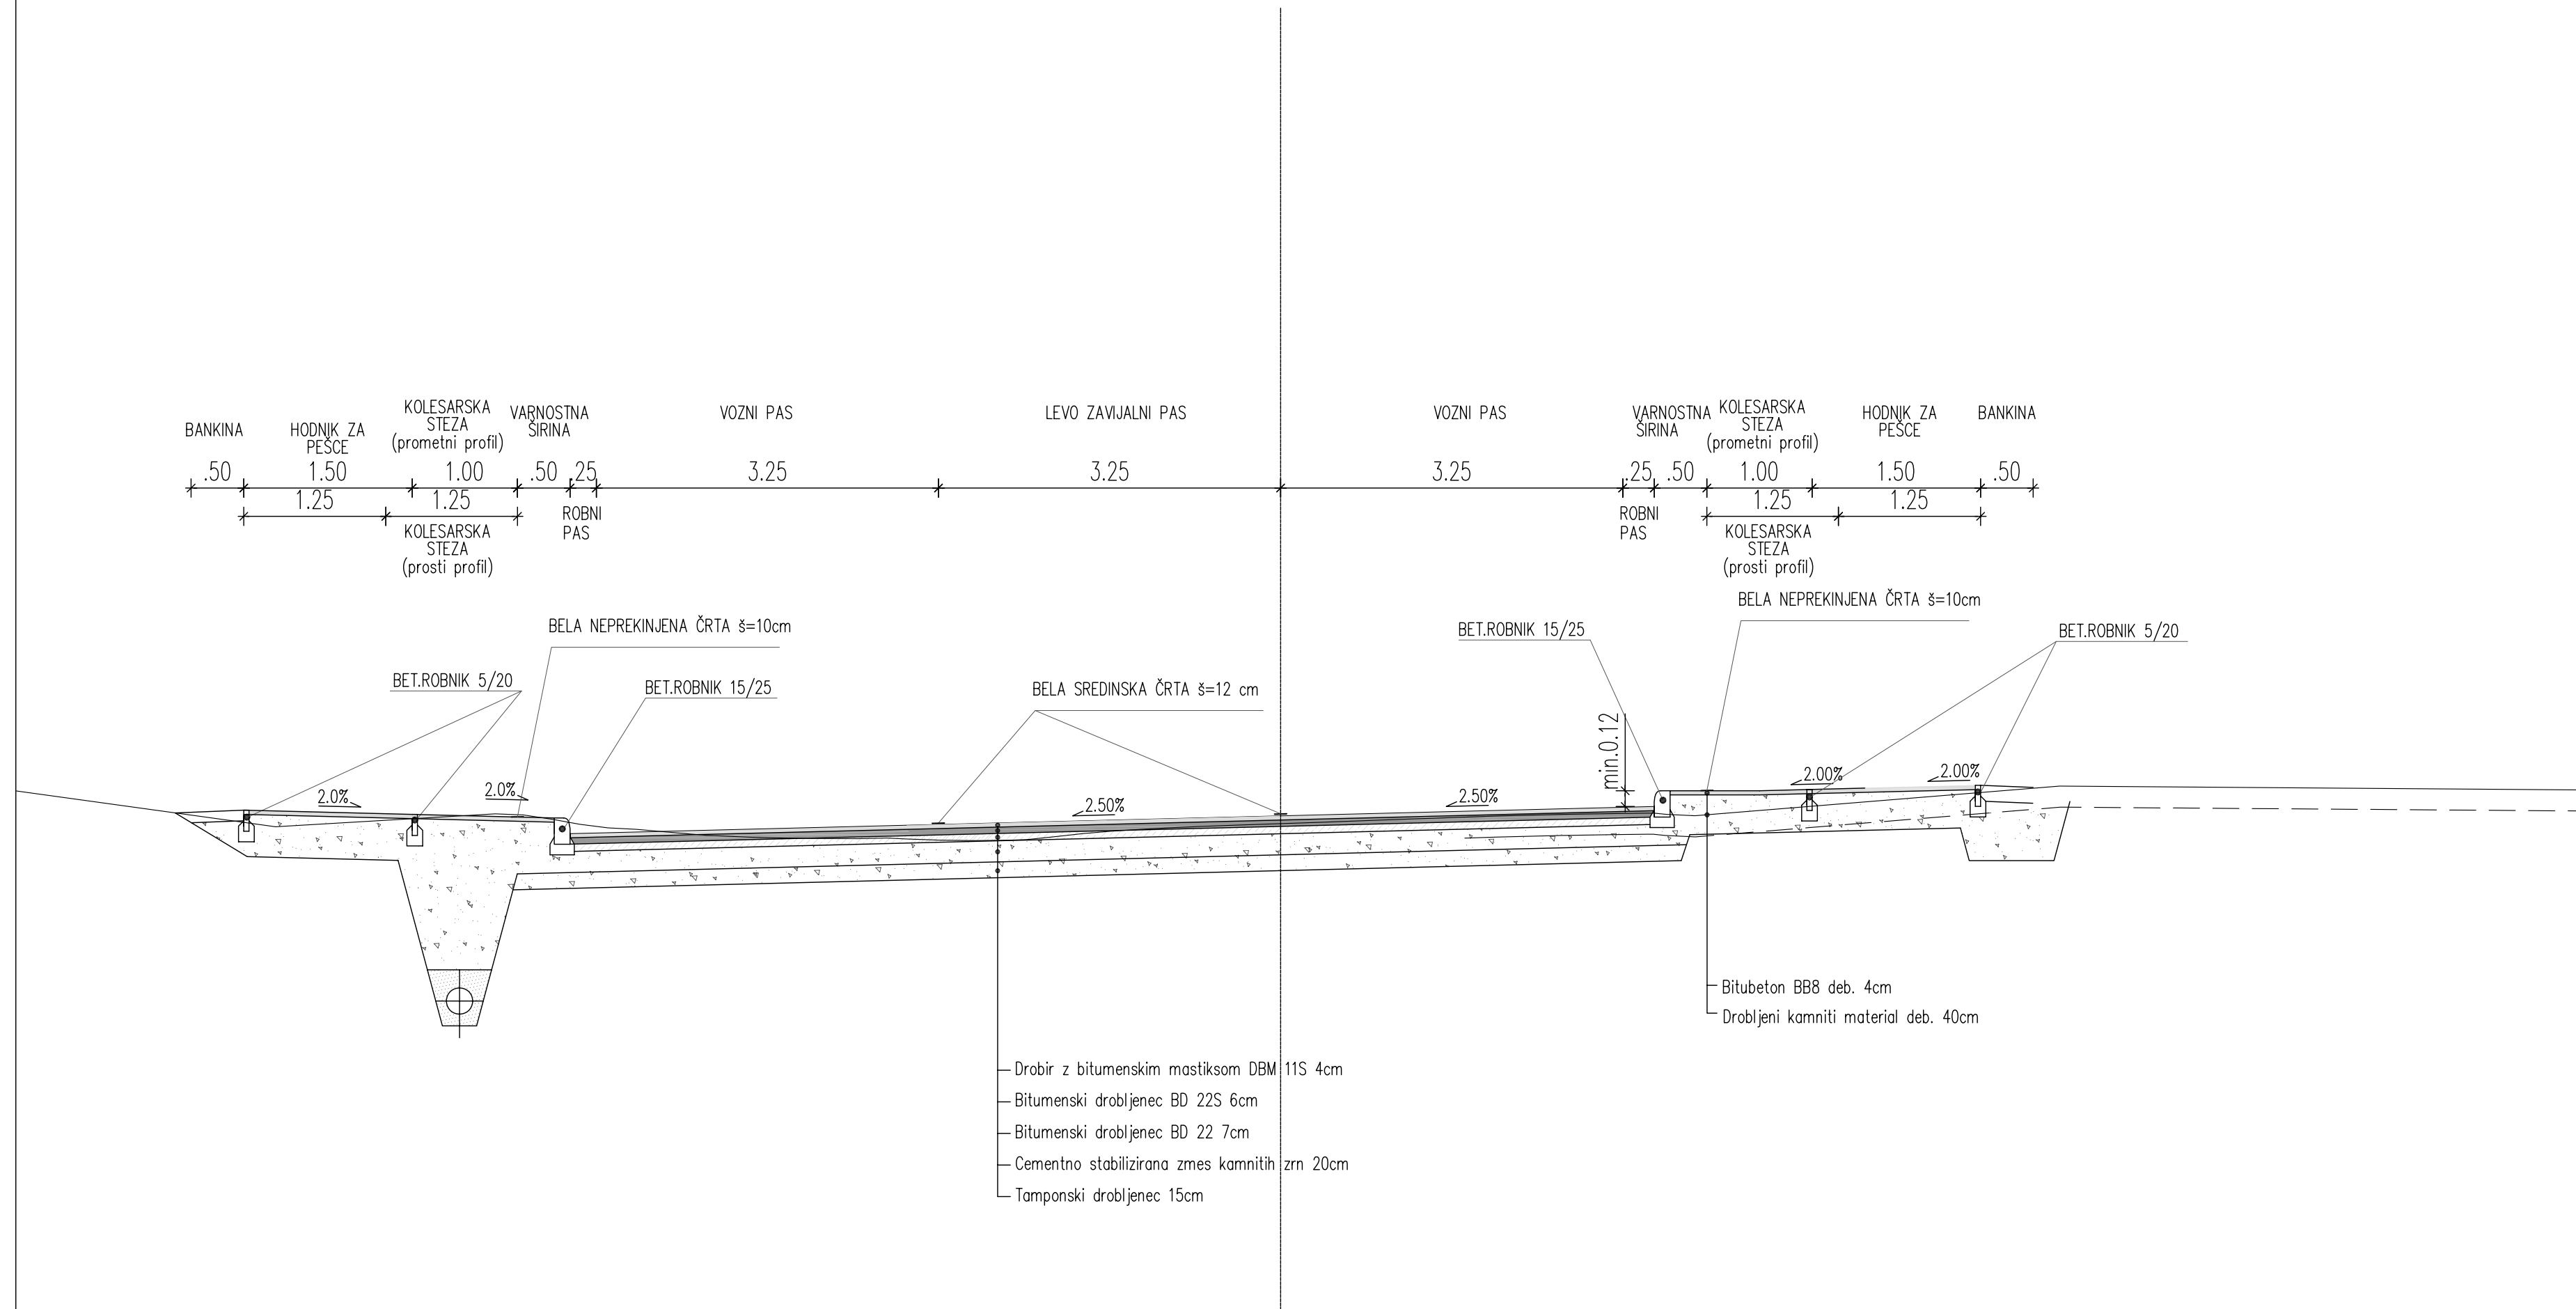 KOLESARSKA
STEZA
(prometni profil)
VARNOSTNA
ŠIRINA
VOZNI PAS
LEVO ZAVIJALNI PAS
VOZNI PAS
VARNOSTNA
ŠIRINA
KOLESARSKA
STEZA
(prometni profil)
HODNIK ZA
PEŠCE
BANKINA
BANKINA
HODNIK ZA
PEŠCE
.50
1.50
1.00
.50
.25
3.25
3.25
3.25
.25
.50
1.00
1.50
.50
1.25
1.25
1.25
1.25
ROBNI
PAS
ROBNI
PAS
KOLESARSKA
STEZA
(prosti profil)
KOLESARSKA
STEZA
(prosti profil)
BELA NEPREKINJENA ČRTA š=10cm
BET.ROBNIK 15/25
BELA NEPREKINJENA ČRTA š=10cm
BET.ROBNIK 5/20
BET.ROBNIK 5/20
BET.ROBNIK 15/25
BELA SREDINSKA ČRTA š=12 cm
min.0.12
2.0%
2.0%
2.50%
2.50%
2.00%
2.00%
Bitubeton BB8 deb. 4cm
Drobljeni kamniti material deb. 40cm
Drobir z bitumenskim mastiksom DBM 11S 4cm
Bitumenski drobljenec BD 22S 6cm
Bitumenski drobljenec BD 22 7cm
Cementno stabilizirana zmes kamnitih zrn 20cm
Tamponski drobljenec 15cm